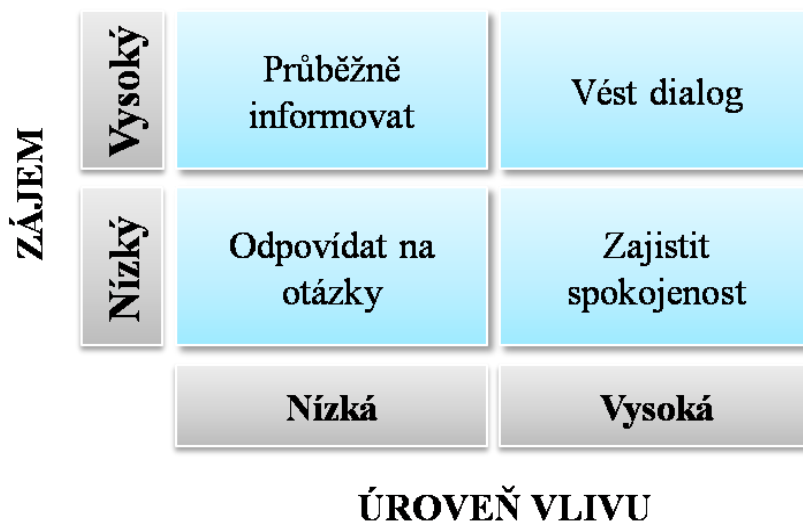 ZÁJEM
Vysoký
Průběžně
informovat
Vést dialog
Nízký
Odpovídat na
otázky
Zajistit
spokojenost
Nízká
Vysoká
ÚROVEŇ VLIVU